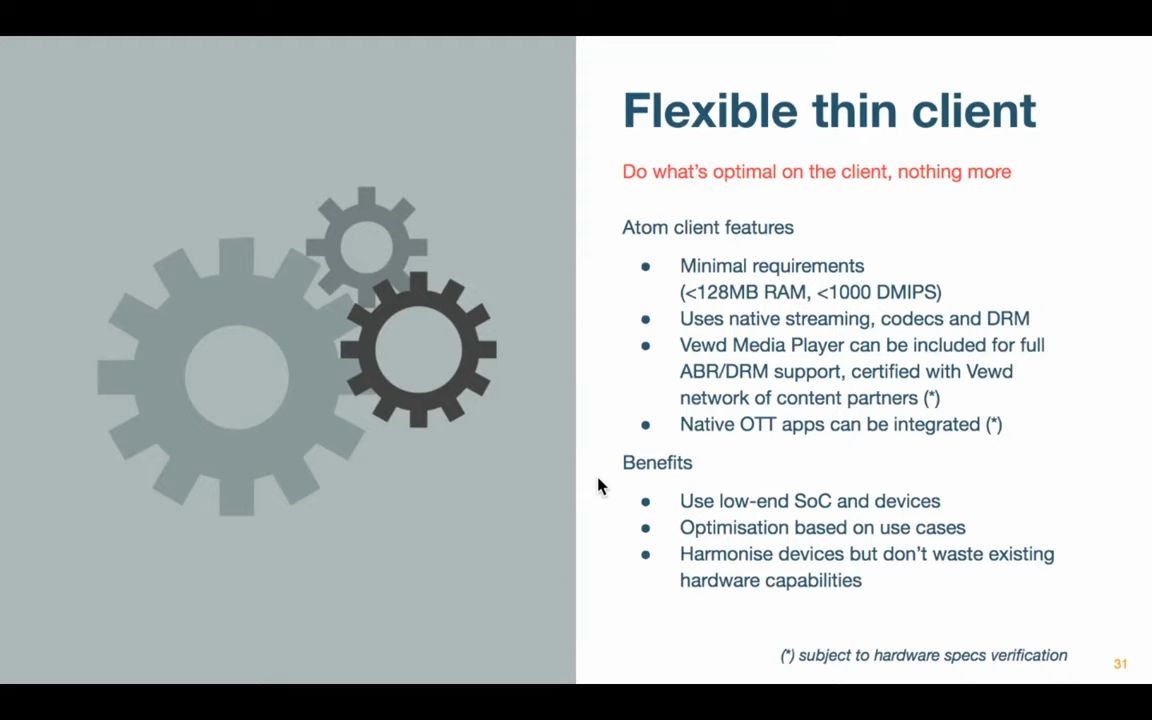 Flexible thin client
Do what's optimal on the client, nothing more
Atom client features
● Minimal requirements
(<128MB RAM, <1000 DMIPS)
● Uses native streaming, codecs and DRM
● Vewd Media Player can be included for full
ABR/DRM support, certified with Vewd
network of content partners (*)
● Native OTT apps can be integrated (*)
Benefits
● Use low-end SoC and devices
● Optimisation based on use cases
● Harmonise devices but don't waste existing
hardware capabilities
(*) subject to hardware specs verification
31